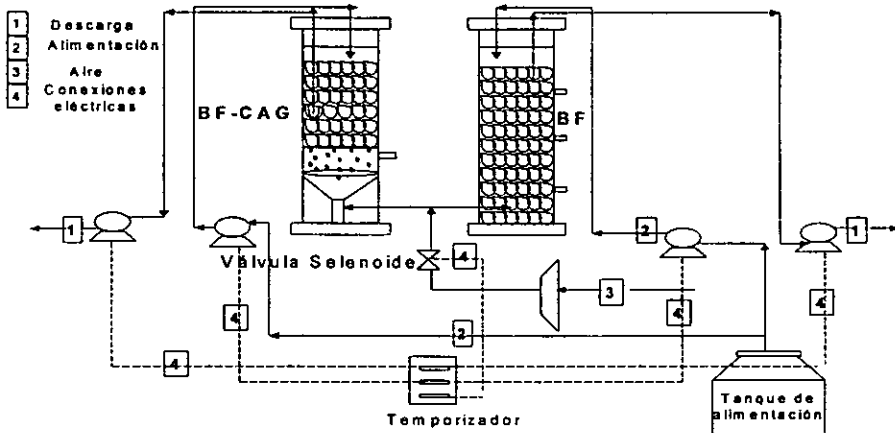 1 Descarga
2 Alimentación
3 Aire
4 Conexiones
eléctricas
BF-CAG
BF
1
2
1
Válvula Selenoide
4
3
4
4
4
2
4
Temporizador
Tanque de
alimentación